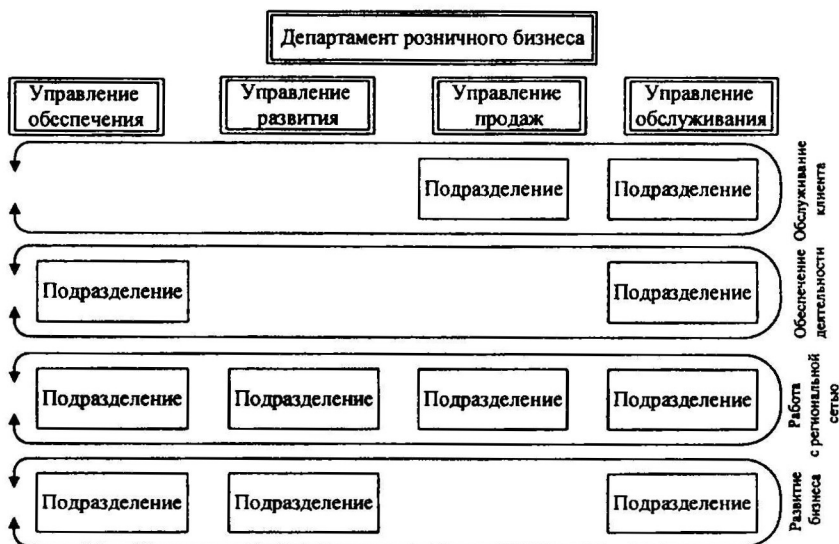 Департамент розничного бизнеса
Управление
обеспечения
Управление
развития
Управление
продаж
Управление
обслуживания
Подразделение
Подразделение
Обслуживание
клиента
Подразделение
Подразделение
Обеспечение
деятельности
Подразделение
Подразделение
Подразделение
Подразделение
Работа
с региональной
сетью
Подразделение
Подразделение
Подразделение
Развитие
бизнеса